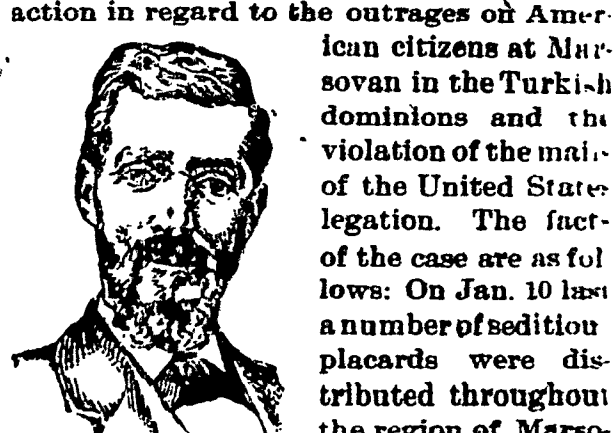 action in regard to the outrages on Amer-
ican citizens at Mar-
sovan in the Turkish
dominions and the
violation of the mails
of the United States
legation. The facts
of the case are as fol
lows: On Jan. 10 last
a number of seditiou
placards were dis-
tributed throughout
the region of Marso-